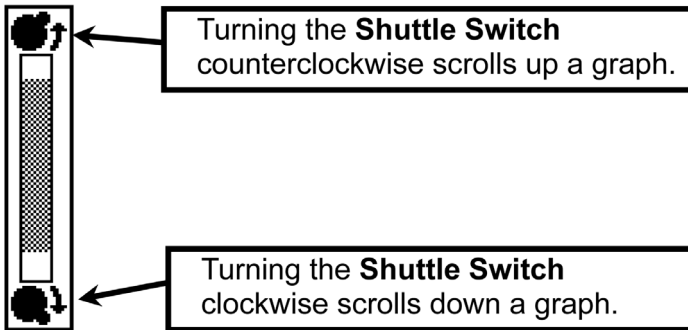 Turning the Shuttle Switch
counterclockwise scrolls up a graph.
Turning the Shuttle Switch
clockwise scrolls down a graph.